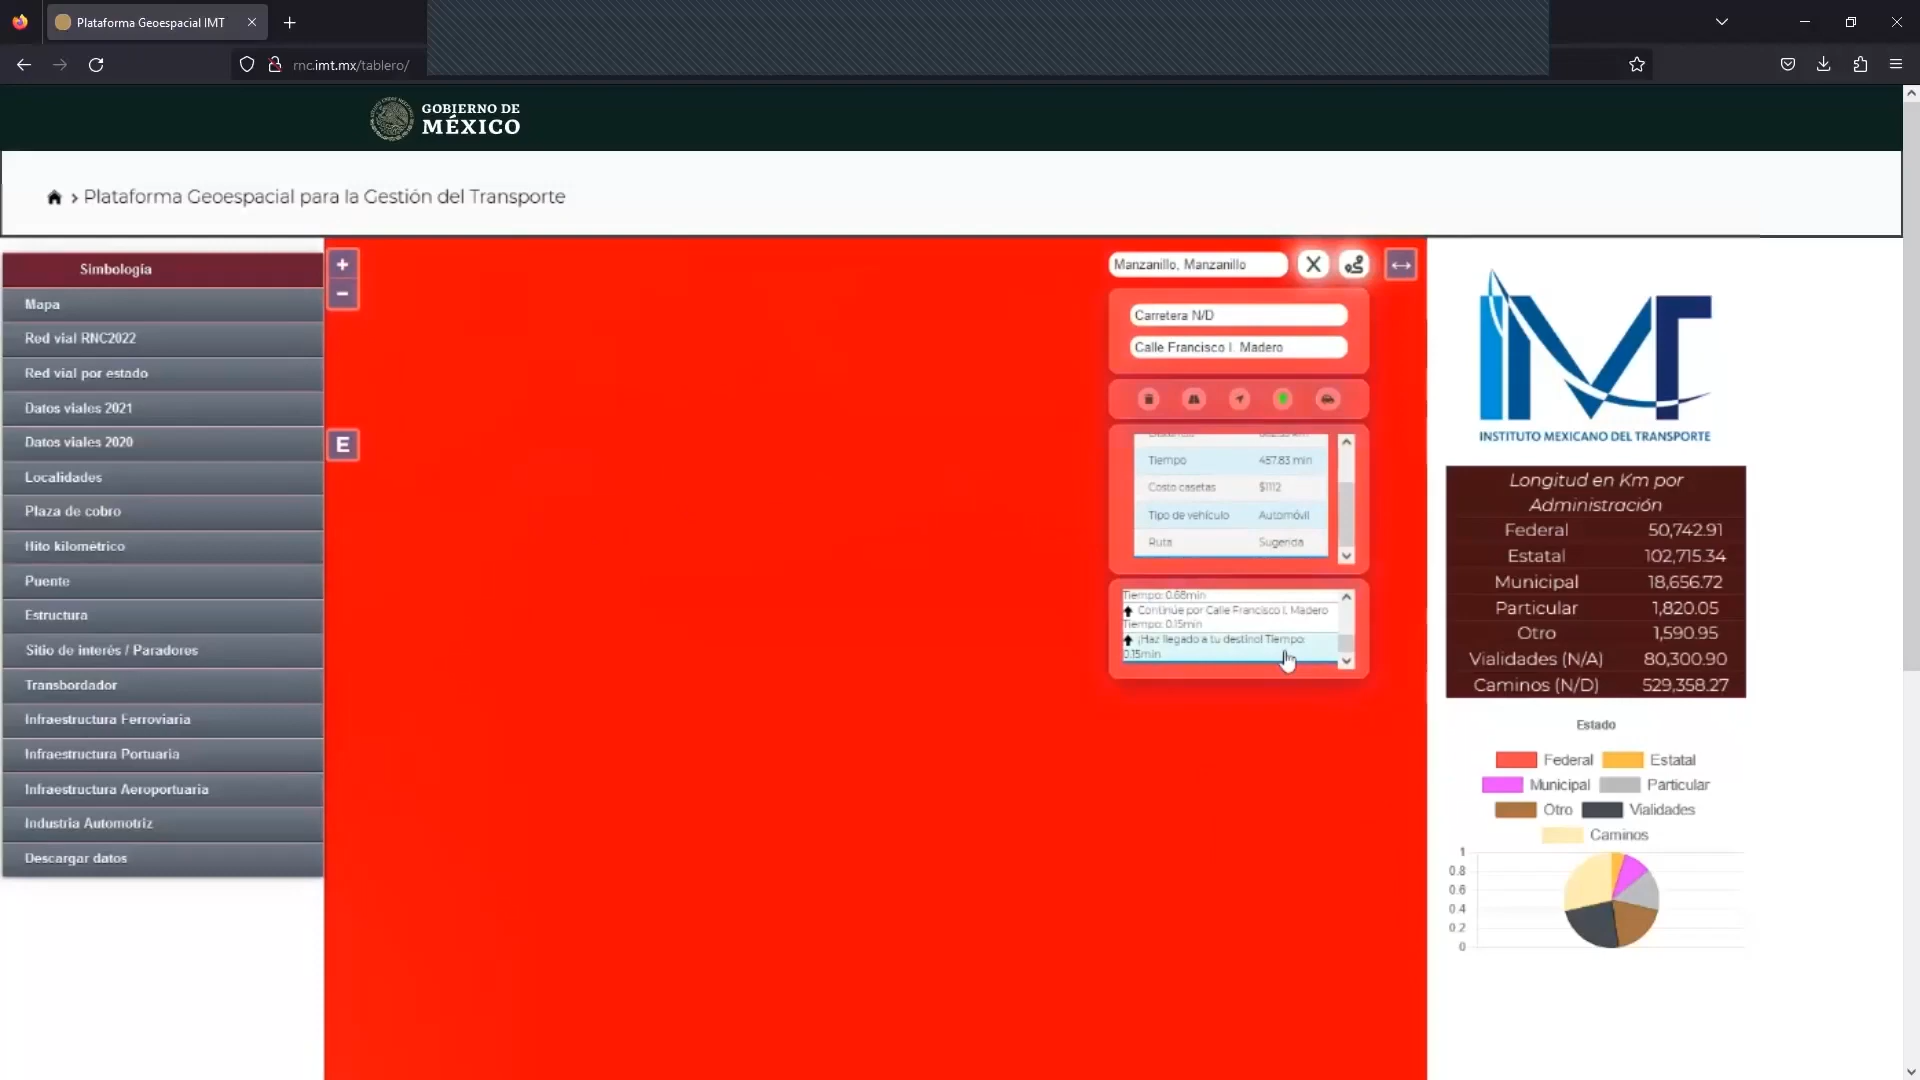 Plataforma Geoespacial IMT
rnc.imt.mx/tablero/
GOBIERNO DE
MÉXICO
Plataforma Geoespacial para la Gestión del Transporte
Simbología
Mapa
Red vial RNC2022
Red vial por estado
Datos viales 2021
Datos viales 2020
Localidades
Plaza de cobro
Hito kilométrico
Puente
Estructura
Sitio de interés / Paradores
Transbordador
Infraestructura Ferroviaria
Infraestructura Portuaria
Infraestructura Aeroportuaria
Industria Automotriz
Descargar datos
+
−
E
Manzanillo, Manzanillo
Carretera N/D
Calle Francisco I. Madero
Tiempo 457.83 min
Costo casetas $1112
Tipo de vehículo Automóvil
Ruta Sugerida
Tiempo: 0.68min
Continúe por Calle Francisco I. Madero
Tiempo: 0.15min
¡Haz llegado a tu destino! Tiempo:
0.15min
IMT
INSTITUTO MEXICANO DEL TRANSPORTE
Longitud en Km por
Administración
Federal 50,742.91
Estatal 102,715.34
Municipal 18,656.72
Particular 1,820.05
Otro 1,590.95
Vialidades (N/A) 80,300.90
Caminos (N/D) 529,358.27
Estado
Federal Estatal
Municipal Particular
Otro Vialidades
Caminos
1
0.8
0.6
0.4
0.2
0